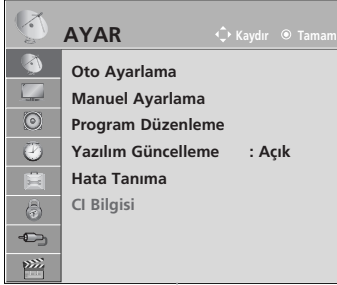 AYAR Kaydır Tamam
Oto Ayarlama
Manuel Ayarlama
Program Düzenleme
Yazılım Güncelleme : Açık
Hata Tanıma
CI Bilgisi